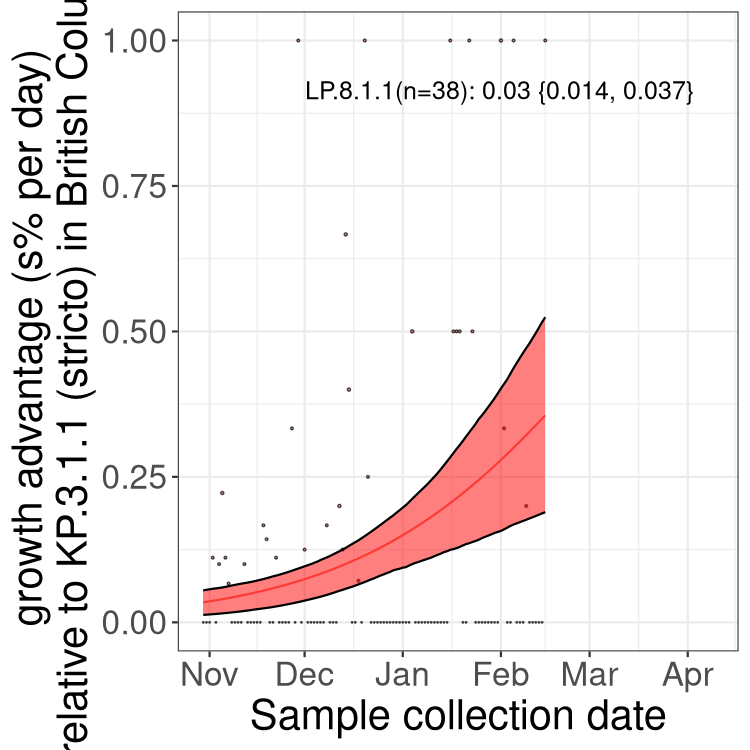 growth advantage (s% per day)
relative to KP.3.1.1 (stricto) in British Colu
1.00
0.75
0.50
0.25
0.00
LP.8.1.1(n=38): 0.03 {0.014, 0.037}
Nov Dec Jan Feb Mar Apr
Sample collection date